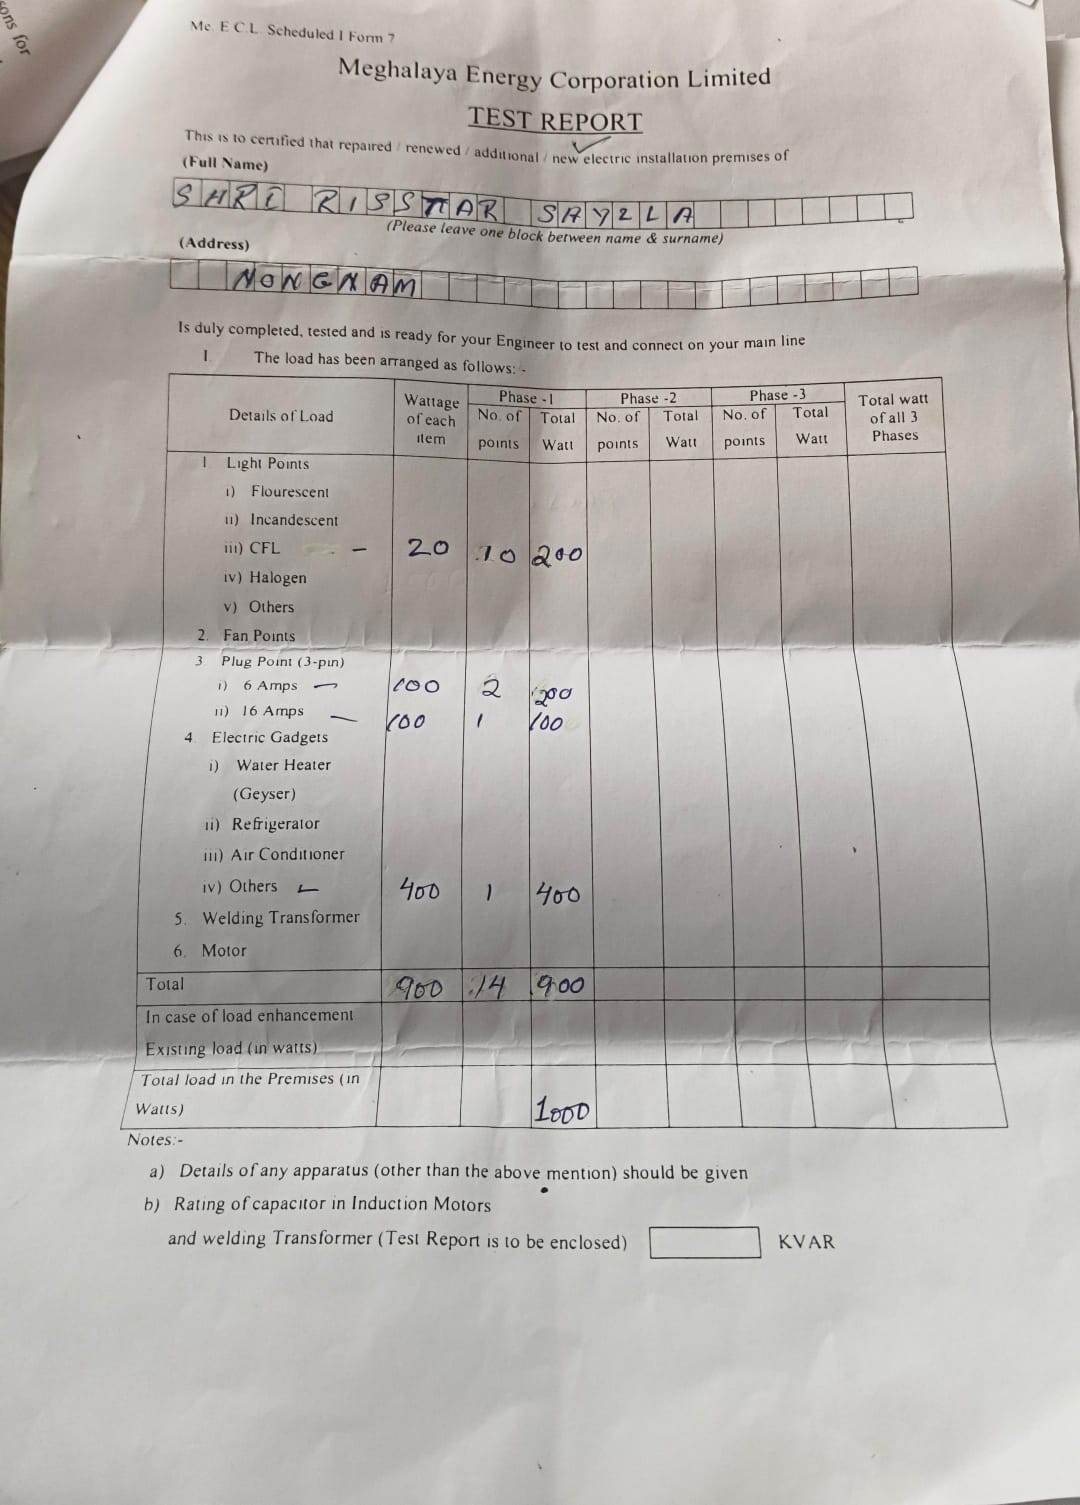 sons for
Me. E.C.L. Scheduled 1 Form 7
Meghalaya Energy Corporation Limited
TEST REPORT
This is to certified that repaired / renewed / additional / new electric installation premises of
(Full Name)
SHRI RISSTAR SAYZLA
(Please leave one block between name & surname)
(Address)
NONGNAM
Is duly completed, tested and is ready for your Engineer to test and connect on your main line
1. The load has been arranged as follows: -
Details of Load Wattage of each item Phase -1 Phase -2 Phase -3 Total watt of all 3 Phases
No. of points Total Watt No. of points Total Watt No. of points Total Watt
1 Light Points
i) Flourescent
ii) Incandescent
iii) CFL - 20 10 200
iv) Halogen
v) Others
2. Fan Points
3 Plug Point (3-pin)
i) 6 Amps - 100 2 200
ii) 16 Amps - 100 1 100
4 Electric Gadgets
i) Water Heater
(Geyser)
ii) Refrigerator
iii) Air Conditioner
iv) Others - 400 1 400
5. Welding Transformer
6. Motor
Total 900 14 900
In case of load enhancement
Existing load (in watts)
Total load in the Premises (in
Watts) 1000
Notes:-
a) Details of any apparatus (other than the above mention) should be given
b) Rating of capacitor in Induction Motors
and welding Transformer (Test Report is to be enclosed) KVAR